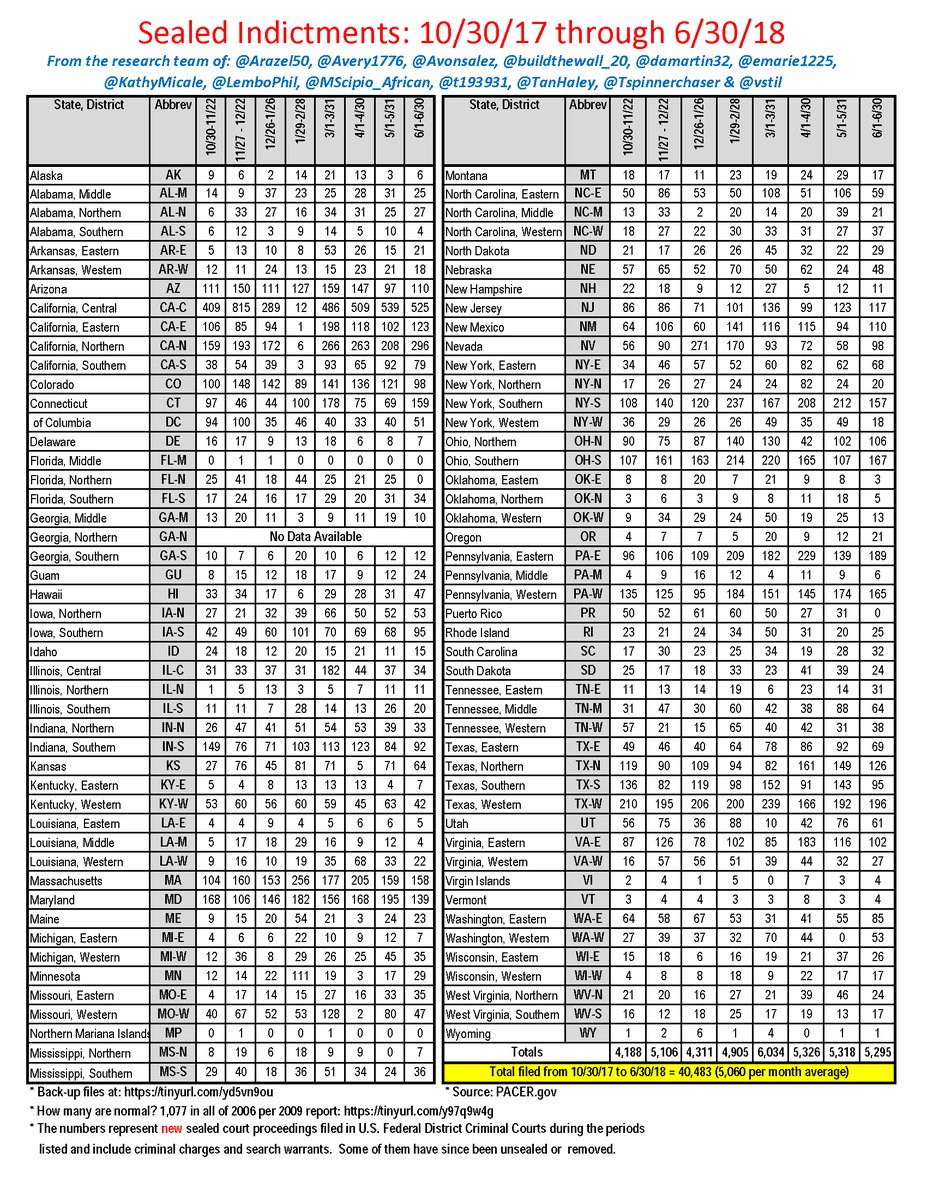 Sealed Indictments: 10/30/17 through 6/30/18
From the research team of: @Arazel50, @Avery1776, @Avonsalez, @buildthewall_20, @damartin32, @emarie1225,
@KathyMicale, @LemboPhil, @MScipio_African, @t193931, @TanHaley, @Tspinnerchaser & @vstil
State, District Abbrev 10/30-11/22 11/27 - 12/22 12/26-1/26 1/29-2/28 3/1-3/31 4/1-4/30 5/1-5/31 6/1-6/30
Alaska AK 9 6 2 14 21 13 3 6
Alabama, Middle AL-M 14 9 37 23 25 28 31 25
Alabama, Northern AL-N 6 33 27 16 34 31 25 27
Alabama, Southern AL-S 6 12 3 9 14 5 10 4
Arkansas, Eastern AR-E 5 13 10 8 53 26 15 21
Arkansas, Western AR-W 12 11 24 13 15 23 21 18
Arizona AZ 111 150 111 127 159 147 97 110
California, Central CA-C 409 815 289 12 486 509 539 525
California, Eastern CA-E 106 85 94 1 198 118 102 123
California, Northern CA-N 159 193 172 6 266 263 208 296
California, Southern CA-S 38 54 39 3 93 65 92 79
Colorado CO 100 148 142 89 141 136 121 98
Connecticut CT 97 46 44 100 178 75 69 159
of Columbia DC 94 100 35 46 40 33 40 51
Delaware DE 16 17 9 13 18 6 8 7
Florida, Middle FL-M 0 1 1 0 0 0 0 0
Florida, Northern FL-N 25 41 18 44 25 21 25 0
Florida, Southern FL-S 17 24 16 17 29 20 31 34
Georgia, Middle GA-M 13 20 11 3 9 11 19 10
Georgia, Northern GA-N No Data Available
Georgia, Southern GA-S 10 7 6 20 10 6 12 12
Guam GU 8 15 12 18 17 9 12 24
Hawaii HI 33 34 17 6 29 28 31 47
Iowa, Northern IA-N 27 21 32 39 66 50 52 53
Iowa, Southern IA-S 42 49 60 101 70 69 68 95
Idaho ID 24 18 12 20 15 21 11 15
Illinois, Central IL-C 31 33 37 31 182 44 37 34
Illinois, Northern IL-N 1 5 13 3 5 7 11 11
Illinois, Southern IL-S 11 11 7 28 14 13 26 20
Indiana, Northern IN-N 26 47 41 51 54 53 39 33
Indiana, Southern IN-S 149 76 71 103 113 123 84 92
Kansas KS 27 76 45 81 71 5 71 64
Kentucky, Eastern KY-E 5 4 8 13 13 13 4 7
Kentucky, Western KY-W 53 60 56 60 59 45 63 42
Louisiana, Eastern LA-E 4 4 9 4 5 6 6 5
Louisiana, Middle LA-M 5 17 18 29 16 9 12 4
Louisiana, Western LA-W 9 16 10 19 35 68 33 22
Massachusetts MA 104 160 153 256 177 205 159 158
Maryland MD 168 106 146 182 156 168 195 139
Maine ME 9 15 20 54 21 3 24 23
Michigan, Eastern MI-E 4 6 6 22 10 9 12 7
Michigan, Western MI-W 12 36 8 29 26 25 45 35
Minnesota MN 12 14 22 111 19 3 17 29
Missouri, Eastern MO-E 4 17 14 15 27 16 33 35
Missouri, Western MO-W 40 67 52 53 128 2 80 47
Northern Mariana Islands MP 0 1 0 0 1 0 0 0
Mississippi, Northern MS-N 8 19 6 18 9 9 0 7
Mississippi, Southern MS-S 29 40 18 36 51 34 24 36
State, District Abbrev 10/30-11/22 11/27 - 12/22 12/26-1/26 1/29-2/28 3/1-3/31 4/1-4/30 5/1-5/31 6/1-6/30
Montana MT 18 17 11 23 19 24 29 17
North Carolina, Eastern NC-E 50 86 53 50 108 51 106 59
North Carolina, Middle NC-M 13 33 2 20 14 20 39 21
North Carolina, Western NC-W 18 27 22 30 33 31 27 37
North Dakota ND 21 17 26 26 45 32 22 29
Nebraska NE 57 65 52 70 50 62 24 48
New Hampshire NH 22 18 9 12 27 5 12 11
New Jersey NJ 86 86 71 101 136 99 123 117
New Mexico NM 64 106 60 141 116 115 94 110
Nevada NV 56 90 271 170 93 72 58 98
New York, Eastern NY-E 34 46 57 52 60 82 62 68
New York, Northern NY-N 17 26 27 24 24 82 24 20
New York, Southern NY-S 108 140 120 237 167 208 212 157
New York, Western NY-W 36 29 26 26 49 35 49 18
Ohio, Northern OH-N 90 75 87 140 130 42 102 106
Ohio, Southern OH-S 107 161 163 214 220 165 107 167
Oklahoma, Eastern OK-E 8 8 20 7 21 9 8 3
Oklahoma, Northern OK-N 3 6 3 9 8 11 18 5
Oklahoma, Western OK-W 9 34 29 24 50 19 25 13
Oregon OR 4 7 7 5 20 9 12 21
Pennsylvania, Eastern PA-E 96 106 109 209 182 229 139 189
Pennsylvania, Middle PA-M 4 9 16 12 4 11 9 6
Pennsylvania, Western PA-W 135 125 95 184 151 145 174 165
Puerto Rico PR 50 52 61 60 50 27 31 0
Rhode Island RI 23 21 24 34 50 31 20 25
South Carolina SC 17 30 23 25 34 19 28 32
South Dakota SD 25 17 18 33 23 41 39 24
Tennessee, Eastern TN-E 11 13 14 19 6 23 14 31
Tennessee, Middle TN-M 31 47 30 60 42 38 88 64
Tennessee, Western TN-W 57 21 15 65 40 42 31 38
Texas, Eastern TX-E 49 46 40 64 78 86 92 69
Texas, Northern TX-N 119 90 109 94 82 161 149 126
Texas, Southern TX-S 136 82 119 98 152 91 143 95
Texas, Western TX-W 210 195 206 200 239 166 192 196
Utah UT 56 75 36 88 10 42 76 61
Virginia, Eastern VA-E 87 126 78 102 85 183 116 102
Virginia, Western VA-W 16 57 56 51 39 44 32 27
Virgin Islands VI 2 4 1 5 0 7 3 4
Vermont VT 3 4 4 3 3 8 3 4
Washington, Eastern WA-E 64 58 67 53 31 41 55 85
Washington, Western WA-W 27 39 37 32 70 44 0 53
Wisconsin, Eastern WI-E 15 18 6 16 19 21 37 26
Wisconsin, Western WI-W 4 8 8 18 9 22 17 17
West Virginia, Northern WV-N 21 20 16 27 21 39 46 24
West Virginia, Southern WV-S 16 12 18 25 17 19 13 17
Wyoming WY 1 2 6 1 4 0 1 1
Totals 4,188 5,106 4,311 4,905 6,034 5,326 5,318 5,295
Total filed from 10/30/17 to 6/30/18 = 40,483 (5,060 per month average)
* Back-up files at: https://tinyurl.com/yd5vn9ou
* Source: PACER.gov
* How many are normal? 1,077 in all of 2006 per 2009 report: https://tinyurl.com/y97q9w4g
* The numbers represent new sealed court proceedings filed in U.S. Federal District Criminal Courts during the periods
listed and include criminal charges and search warrants. Some of them have since been unsealed or removed.